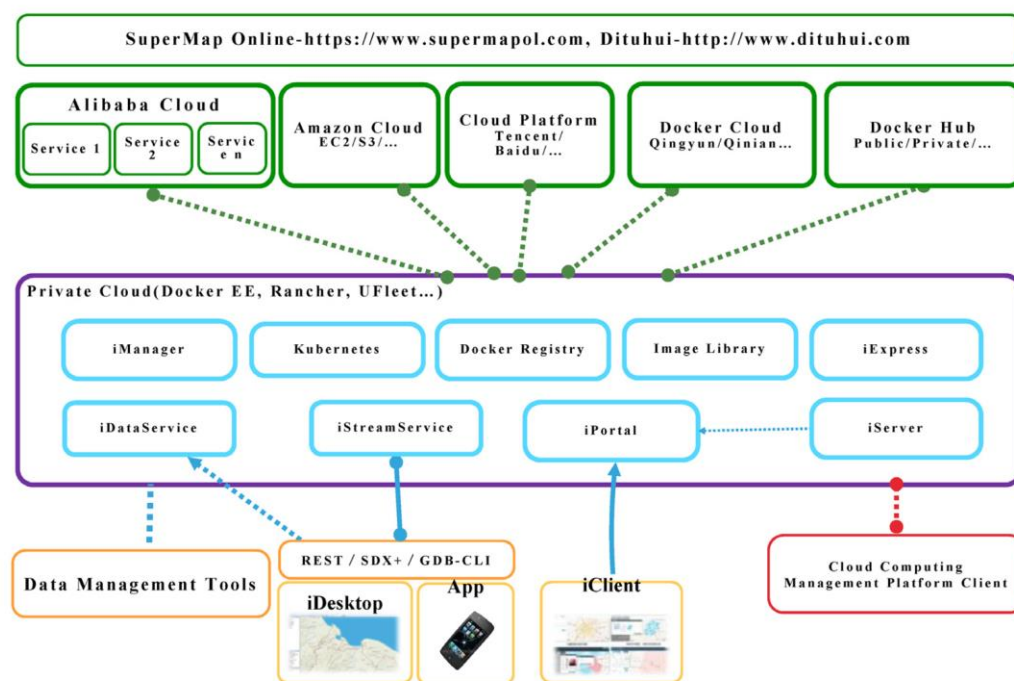 SuperMap Online-https://www.supermapol.com, Dituhui-http://www.dituhui.com
Alibaba Cloud
Service 1
Service
2
Servic
e n
Amazon Cloud
EC2/S3/...
Cloud Platform
Tencent/
Baidu/...
Docker Cloud
Qingyun/Qinian...
Docker Hub
Public/Private/...
Private Cloud(Docker EE, Rancher, UFleet...)
iManager
Kubernetes
Docker Registry
Image Library
iExpress
iDataService
iStreamService
iPortal
iServer
Data Management Tools
REST / SDX+ / GDB-CLI
iDesktop
App
iClient
Cloud Computing
Management Platform Client